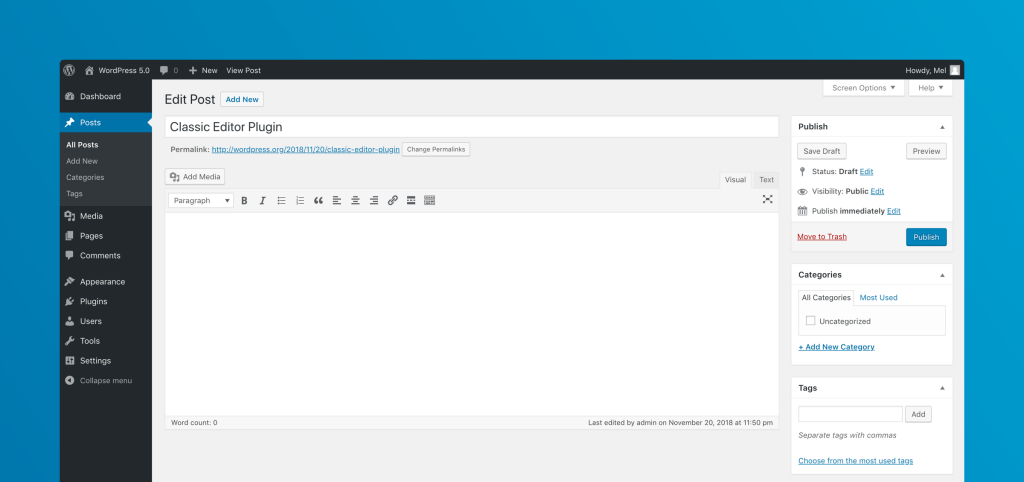 WordPress 5.0 0 New View Post Howdy, Mel
Dashboard
Posts
All Posts
Add New
Categories
Tags
Media
Pages
Comments
Appearance
Plugins
Users
Tools
Settings
Collapse menu
Screen Options Help
Edit Post Add New
Classic Editor Plugin
Permalink: http://wordpress.org/2018/11/20/classic-editor-plugin Change Permalinks
Add Media
Visual Text
Paragraph B I
Word count: 0 Last edited by admin on November 20, 2018 at 11:50 pm
Publish
Save Draft Preview
Status: Draft Edit
Visibility: Public Edit
Publish immediately Edit
Move to Trash Publish
Categories
All Categories Most Used
Uncategorized
+ Add New Category
Tags
Add
Separate tags with commas
Choose from the most used tags